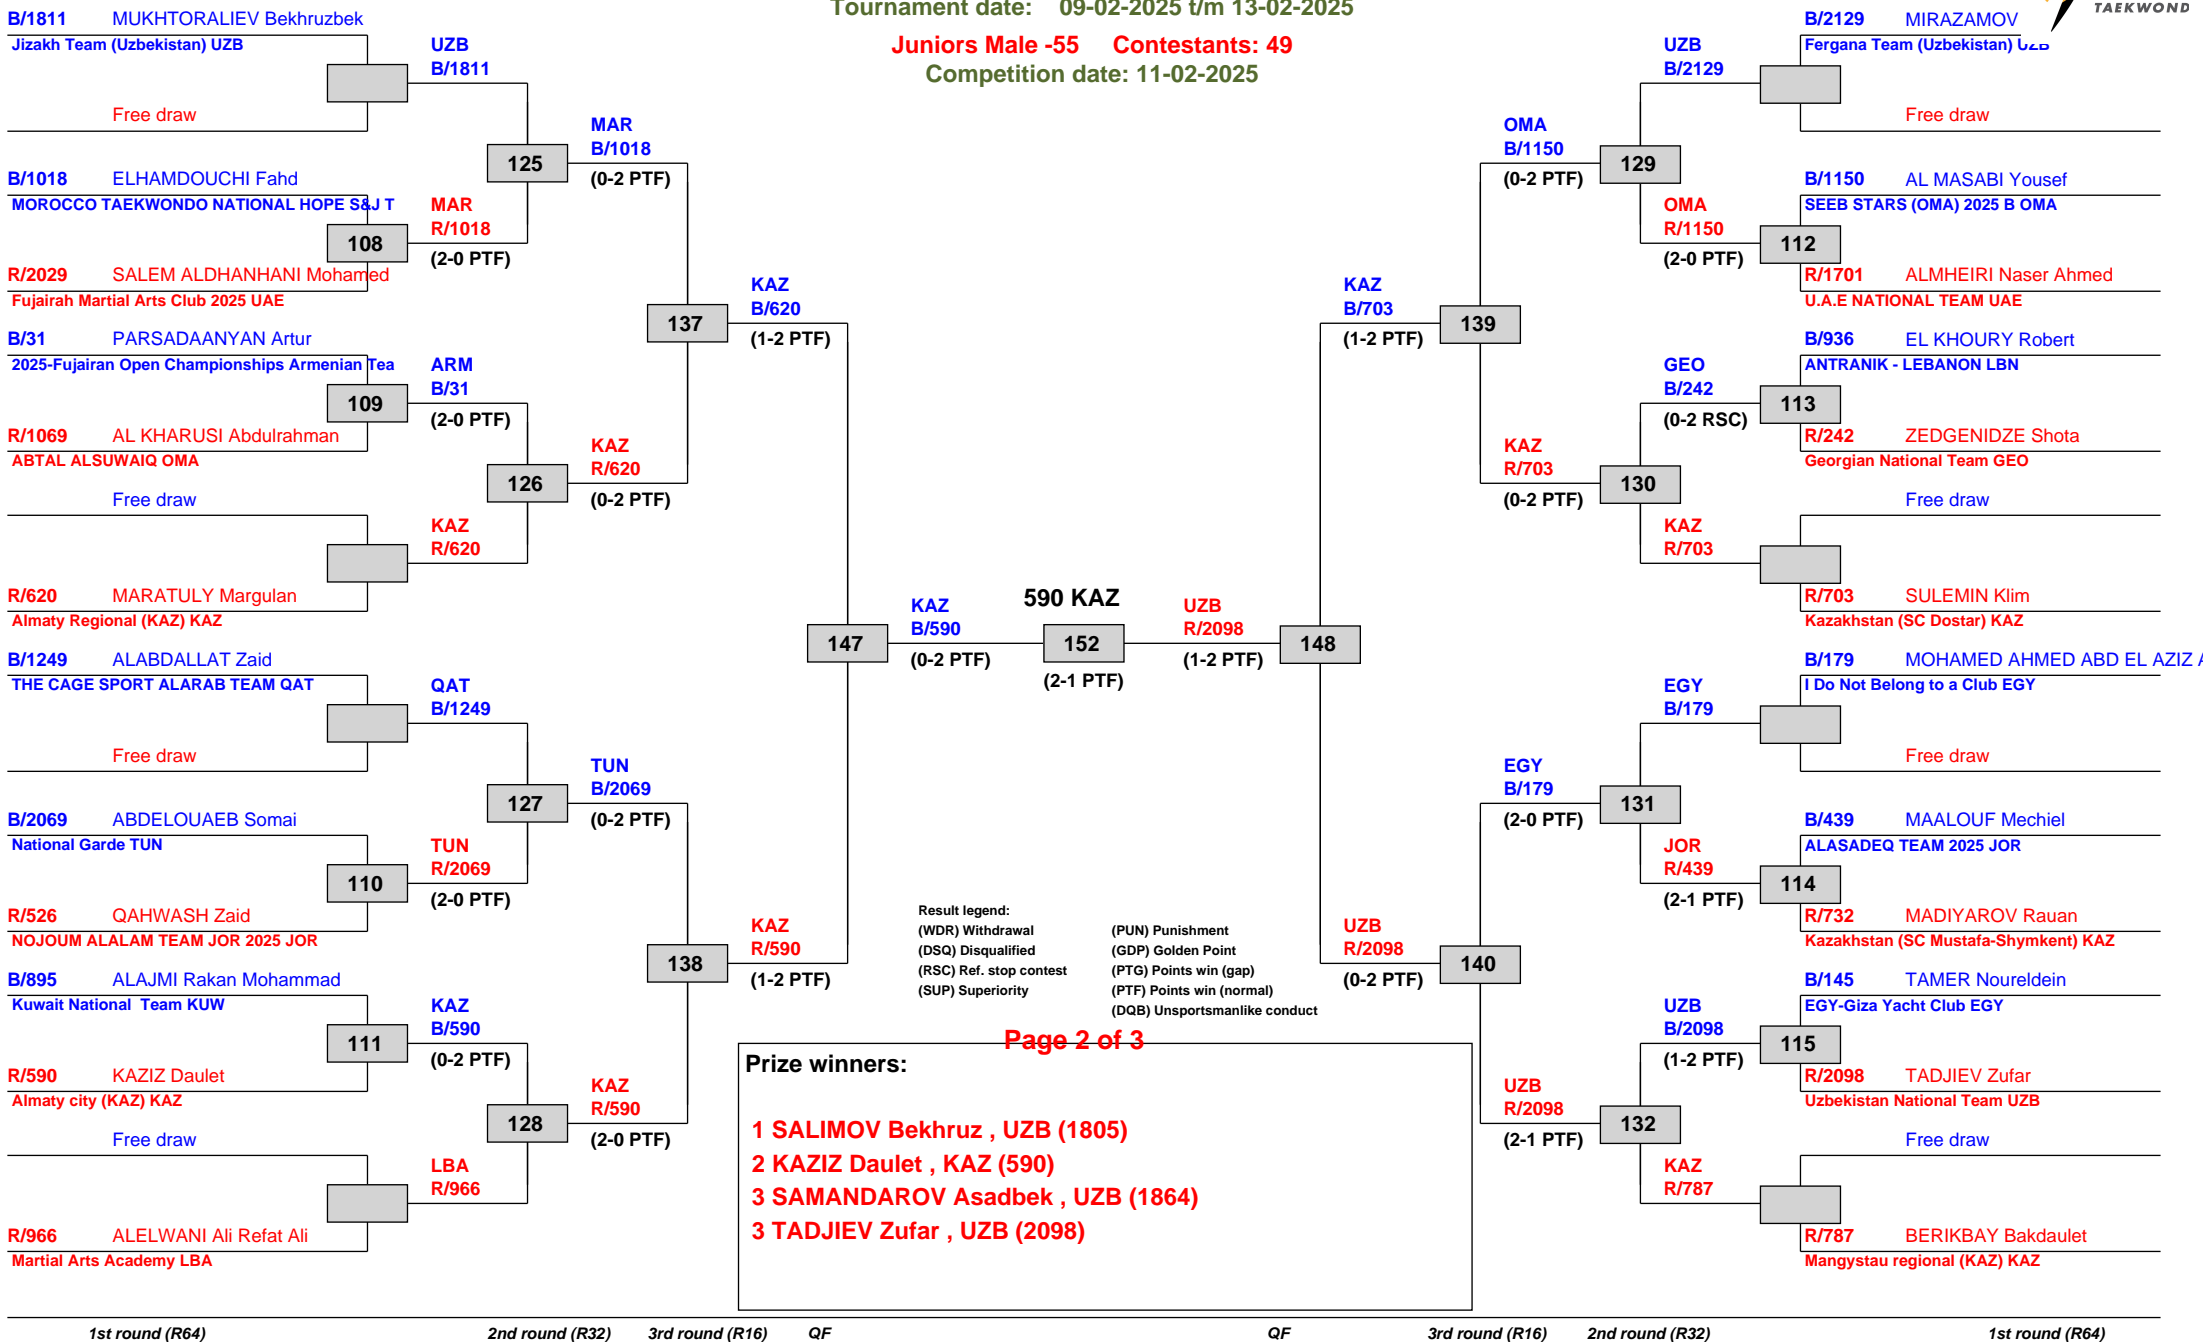 Tournament date: 09-02-2025 t/m 13-02-2025
Juniors Male -55 Contestants: 49
Competition date: 11-02-2025
TAEKWOND
B/1811 MUKHTORALIEV Bekhruzbek
Jizakh Team (Uzbekistan) UZB
Free draw
B/1018 ELHAMDOUCHI Fahd
MOROCCO TAEKWONDO NATIONAL HOPE S&J T
108
R/2029 SALEM ALDHANHANI Mohamed
Fujairah Martial Arts Club 2025 UAE
B/31 PARSADAANYAN Artur
2025-Fujairan Open Championships Armenian Tea
109
R/1069 AL KHARUSI Abdulrahman
ABTAL ALSUWAIQ OMA
Free draw
R/620 MARATULY Margulan
Almaty Regional (KAZ) KAZ
B/1249 ALABDALLAT Zaid
THE CAGE SPORT ALARAB TEAM QAT
Free draw
B/2069 ABDELOUAEB Somai
National Garde TUN
110
R/526 QAHWASH Zaid
NOJOUM ALALAM TEAM JOR 2025 JOR
B/895 ALAJMI Rakan Mohammad
Kuwait National Team KUW
111
R/590 KAZIZ Daulet
Almaty city (KAZ) KAZ
Free draw
R/966 ALELWANI Ali Refat Ali
Martial Arts Academy LBA
UZB
B/1811
125
MAR
R/1018
(2-0 PTF)
ARM
B/31
(2-0 PTF)
126
KAZ
R/620
QAT
B/1249
127
TUN
R/2069
(2-0 PTF)
KAZ
B/590
(0-2 PTF)
128
LBA
R/966
MAR
B/1018
(0-2 PTF)
137
KAZ
R/620
(0-2 PTF)
TUN
B/2069
(0-2 PTF)
138
KAZ
R/590
(2-0 PTF)
KAZ
B/620
(1-2 PTF)
147
KAZ
R/590
(1-2 PTF)
KAZ
B/590
(0-2 PTF)
590 KAZ
152
(2-1 PTF)
UZB
R/2098
(1-2 PTF)
KAZ
B/703
(1-2 PTF)
148
UZB
R/2098
(0-2 PTF)
OMA
B/1150
(0-2 PTF)
139
KAZ
R/703
(0-2 PTF)
EGY
B/179
(2-0 PTF)
140
UZB
R/2098
(2-1 PTF)
UZB
B/2129
129
OMA
R/1150
(2-0 PTF)
GEO
B/242
(0-2 RSC)
130
KAZ
R/703
EGY
B/179
131
JOR
R/439
(2-1 PTF)
UZB
B/2098
(1-2 PTF)
132
KAZ
R/787
B/2129 MIRAZAMOV
Fergana Team (Uzbekistan) UZB
Free draw
B/1150 AL MASABI Yousef
SEEB STARS (OMA) 2025 B OMA
112
R/1701 ALMHEIRI Naser Ahmed
U.A.E NATIONAL TEAM UAE
B/936 EL KHOURY Robert
ANTRANIK - LEBANON LBN
113
R/242 ZEDGENIDZE Shota
Georgian National Team GEO
Free draw
R/703 SULEMIN Klim
Kazakhstan (SC Dostar) KAZ
B/179 MOHAMED AHMED ABD EL AZIZ A
I Do Not Belong to a Club EGY
Free draw
B/439 MAALOUF Mechiel
ALASADEQ TEAM 2025 JOR
114
R/732 MADIYAROV Rauan
Kazakhstan (SC Mustafa-Shymkent) KAZ
B/145 TAMER Noureldein
EGY-Giza Yacht Club EGY
115
R/2098 TADJIEV Zufar
Uzbekistan National Team UZB
Free draw
R/787 BERIKBAY Bakdaulet
Mangystau regional (KAZ) KAZ
Result legend:
(WDR) Withdrawal (PUN) Punishment
(DSQ) Disqualified (GDP) Golden Point
(RSC) Ref. stop contest (PTG) Points win (gap)
(SUP) Superiority (PTF) Points win (normal)
(DQB) Unsportsmanlike conduct
Page 2 of 3
Prize winners:
1 SALIMOV Bekhruz , UZB (1805)
2 KAZIZ Daulet , KAZ (590)
3 SAMANDAROV Asadbek , UZB (1864)
3 TADJIEV Zufar , UZB (2098)
1st round (R64) 2nd round (R32) 3rd round (R16) QF QF 3rd round (R16) 2nd round (R32) 1st round (R64)